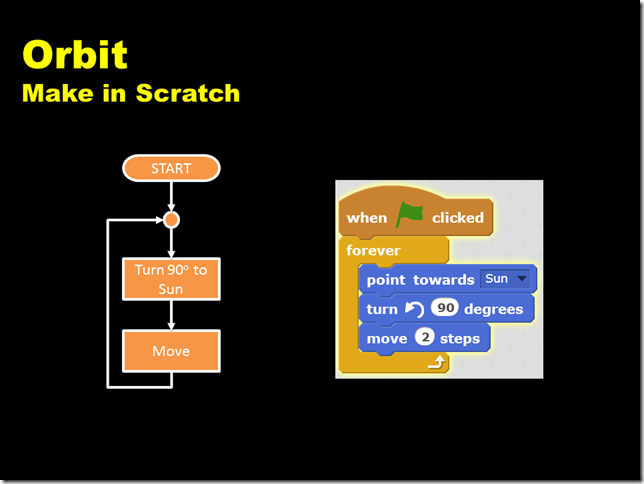 Orbit
Make in Scratch
START
Turn 90° to
Sun
Move
when clicked
forever
point towards Sun
turn 90 degrees
move 2 steps